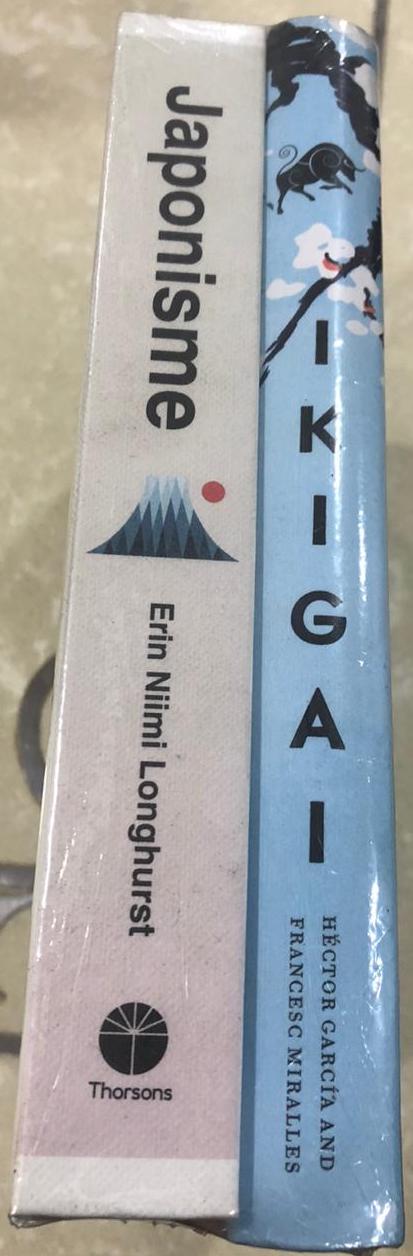 Japonisme
Erin Niimi Longhurst
Thorsons
IKIGAI
HÉCTOR GARCÍA AND
FRANCESC MIRALLES